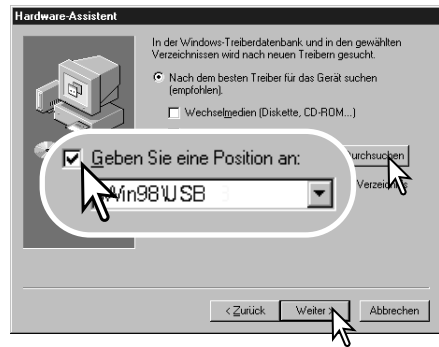 Hardware-Assistent
In der Windows-Treiberdatenbank und in den gewählten
Verzeichnissen wird nach neuen Treibern gesucht.
Nach dem besten Treiber für das Gerät suchen
(empfohlen).
Wechselmedien (Diskette, CD-ROM...)
Geben Sie eine Position an:
urchsuchen
Win98\USB
< Zurück
Weiter >
Abbrechen